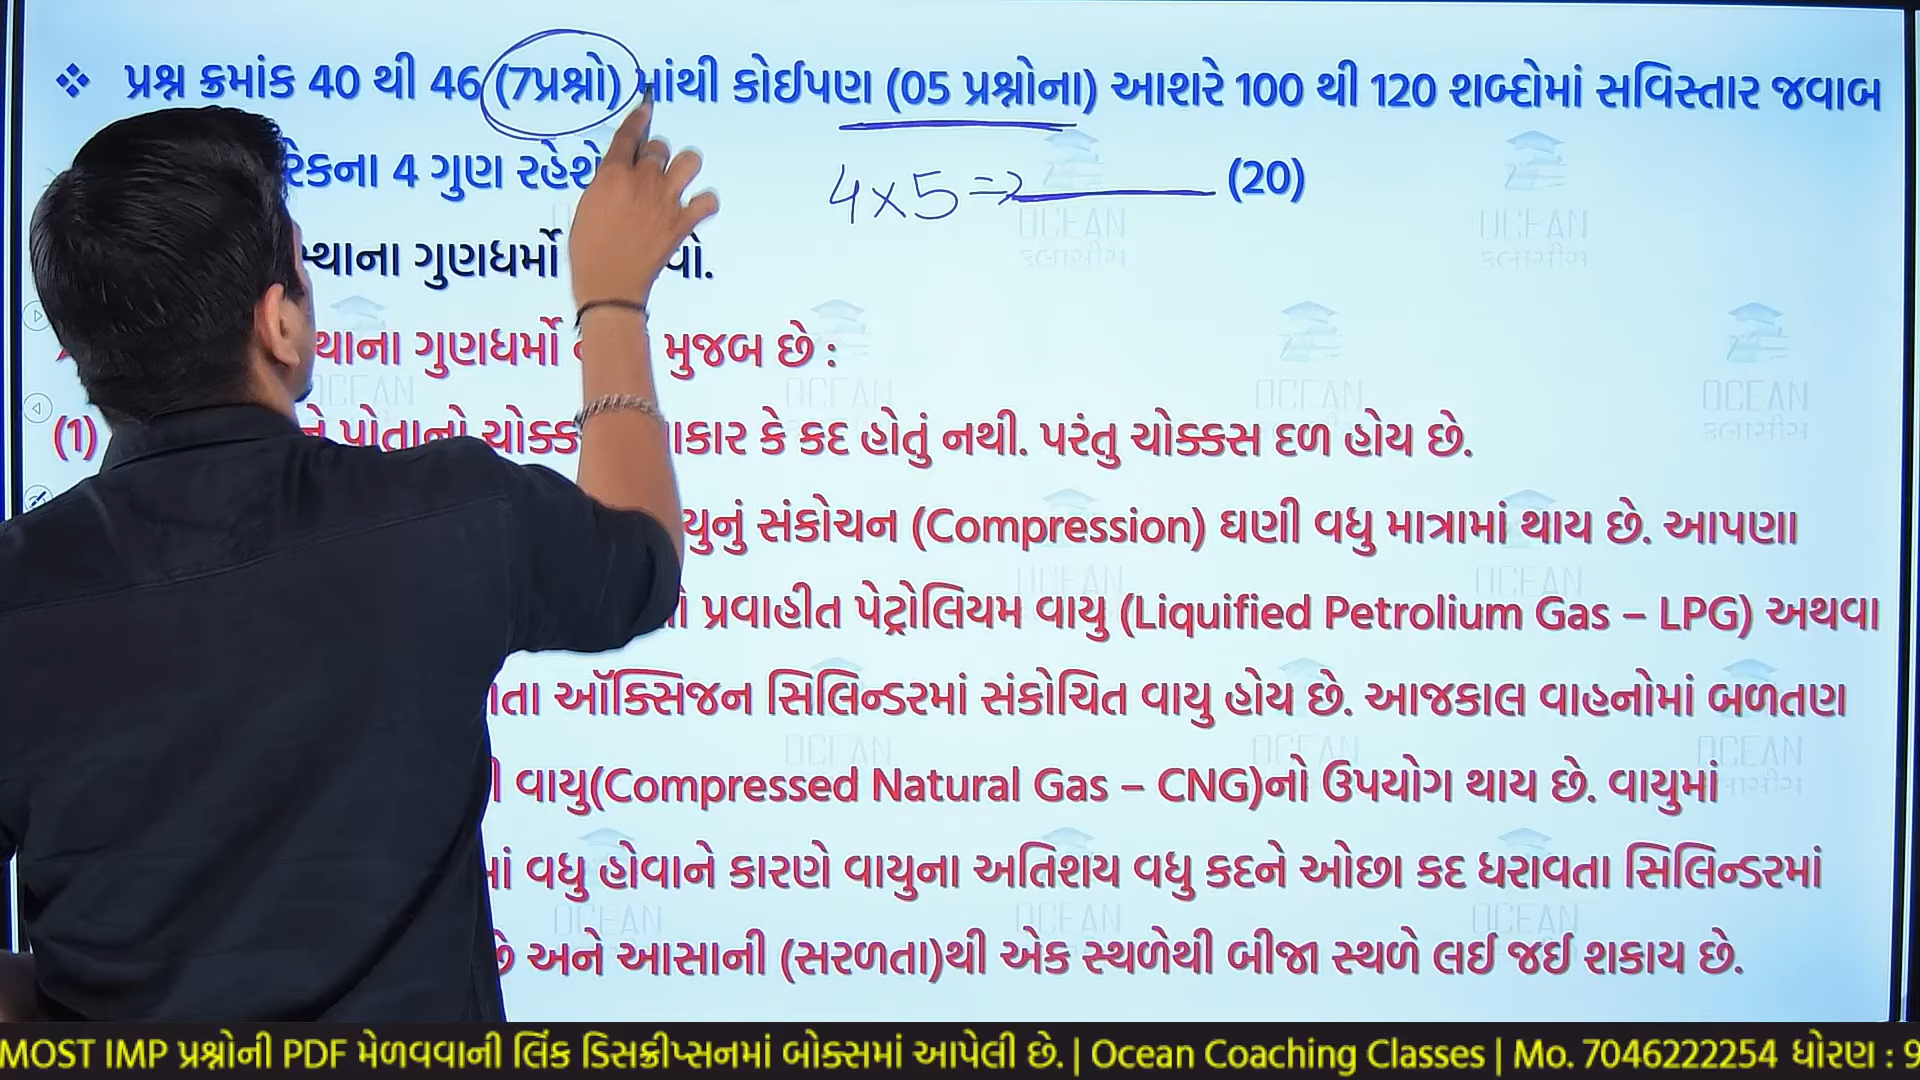 ❖ પ્રશ્ન ક્રમાંક 40 થી 46 (7પ્રશ્નો) માંથી કોઈપણ (05 પ્રશ્નોના) આશરે 100 થી 120 શબ્દોમાં સવિસ્તાર જવાબ
4 ગુણ રહેશે 4×5⇒ (20)
ગુણધર્મો
ગુણધર્મો મુજબ છે :
(1) પોતાનો આકાર કે કદ હોતું નથી. પરંતુ ચોક્કસ દળ હોય છે.
સંકોચન (Compression) ઘણી વધુ માત્રામાં થાય છે. આપણા
પ્રવાહીત પેટ્રોલિયમ વાયુ (Liquified Petrolium Gas – LPG) અથવા
ઑક્સિજન સિલિન્ડરમાં સંકોચિત વાયુ હોય છે. આજકાલ વાહનોમાં બળતણ
વાયુ(Compressed Natural Gas – CNG)નો ઉપયોગ થાય છે. વાયુમાં
વધુ હોવાને કારણે વાયુના અતિશય વધુ કદને ઓછા કદ ધરાવતા સિલિન્ડરમાં
છે અને આસાની (સરળતા)થી એક સ્થળેથી બીજા સ્થળે લઈ જઈ શકાય છે.
MOST IMP પ્રશ્નોની PDF મેળવવાની લિંક ડિસક્રીપ્સનમાં બોક્સમાં આપેલી છે. | Ocean Coaching Classes | Mo. 7046222254 ધોરણ : 9
OCEAN
કલાસીસ